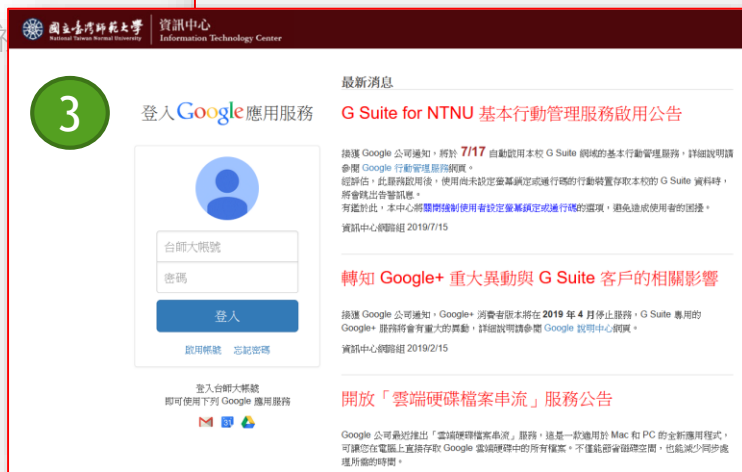 國立臺灣師範大學
National Taiwan Normal University
資訊中心
Information Technology Center
3
登入Google應用服務
台師大帳號
密碼
登入
啟用帳號 忘記密碼
登入台師大帳號
即可使用下列 Google 應用服務
31
最新消息
G Suite for NTNU 基本行動管理服務啟用公告
接獲 Google 公司通知，將於 7/17 自動啟用本校 G Suite 網域的基本行動管理服務，詳細說明請
參閱 Google 行動管理服務網頁。
經評估，此服務啟用後，使用尚未設定螢幕鎖定或通行碼的行動裝置存取本校的 G Suite 資料時，
將會跳出告警訊息。
有鑑於此，本中心將關閉強制使用者設定螢幕鎖定或通行碼的選項，避免造成使用者的困擾。
資訊中心網路組 2019/7/15
轉知 Google+ 重大異動與 G Suite 客戶的相關影響
接獲 Google 公司通知，Google+ 消費者版本將在 2019 年 4 月停止服務，G Suite 專用的
Google+ 服務將會有重大的異動，詳細說明請參閱 Google 說明中心網頁。
資訊中心網路組 2019/2/15
開放「雲端硬碟檔案串流」服務公告
Google 公司最近推出「雲端硬碟檔案串流」服務，這是一款適用於 Mac 和 PC 的全新應用程式，
可讓您在電腦上直接存取 Google 雲端硬碟中的所有檔案。不僅能節省磁碟空間，也能減少同步處
理所需的時間。